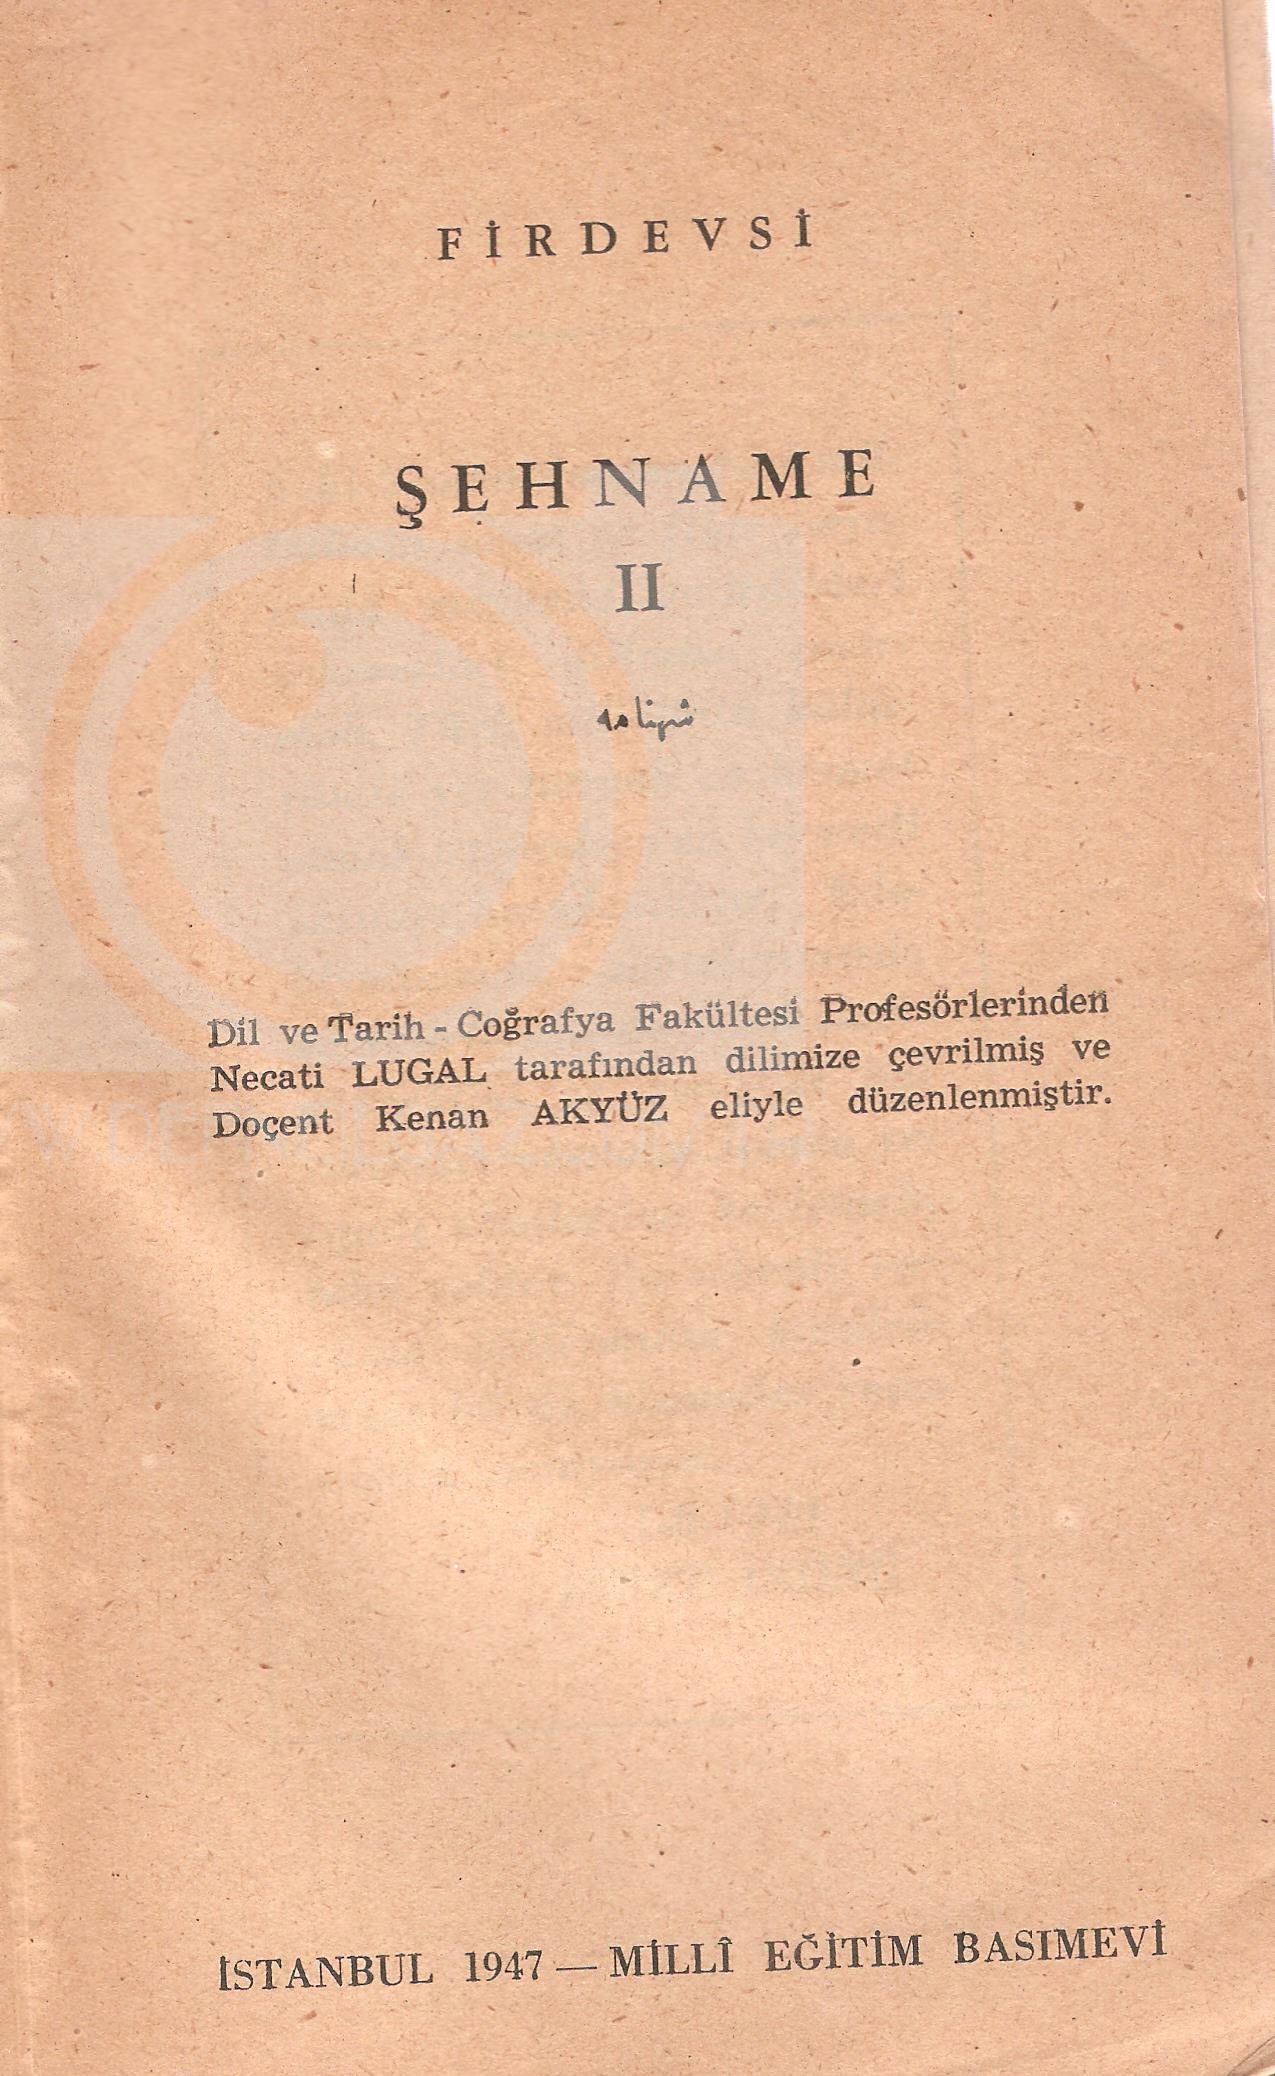 FİRDEVSİ
ŞEHNAME
II
شهنامه
Dil ve Tarih - Coğrafya Fakültesi Profesörlerinden
Necati LUGAL tarafından dilimize çevrilmiş ve
Doçent Kenan AKYÜZ eliyle düzenlenmiştir.
İSTANBUL 1947 — MİLLÎ EĞİTİM BASIMEVİ